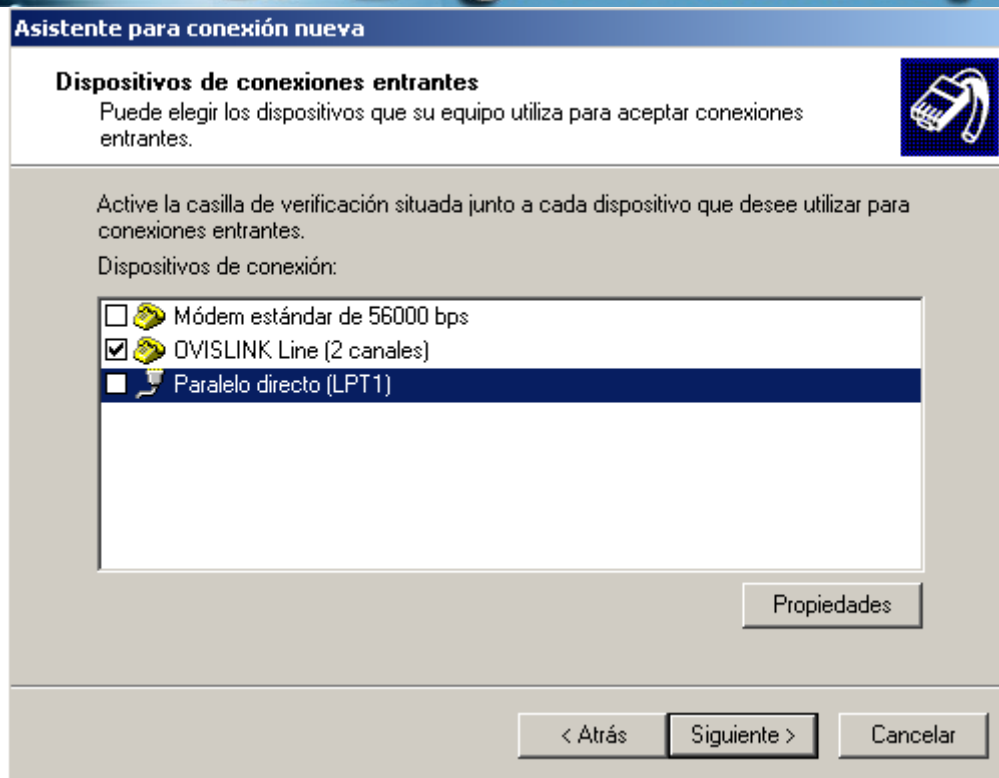 Asistente para conexión nueva
Dispositivos de conexiones entrantes
Puede elegir los dispositivos que su equipo utiliza para aceptar conexiones
entrantes.
Active la casilla de verificación situada junto a cada dispositivo que desee utilizar para
conexiones entrantes.
Dispositivos de conexión:
Módem estándar de 56000 bps
OVISLINK Line (2 canales)
Paralelo directo (LPT1)
Propiedades
< Atrás
Siguiente >
Cancelar